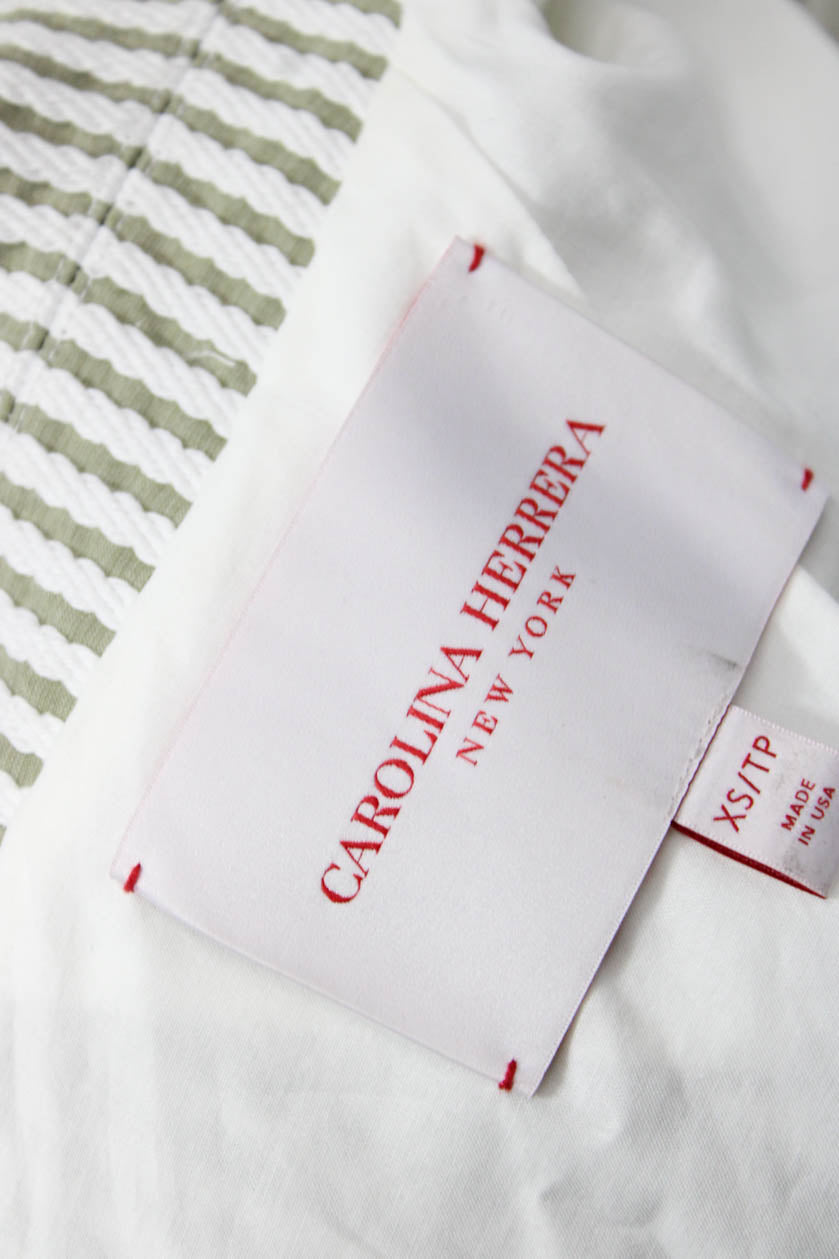 CAROLINA HERRERA
NEW YORK
XS/TP
MADE
IN USA